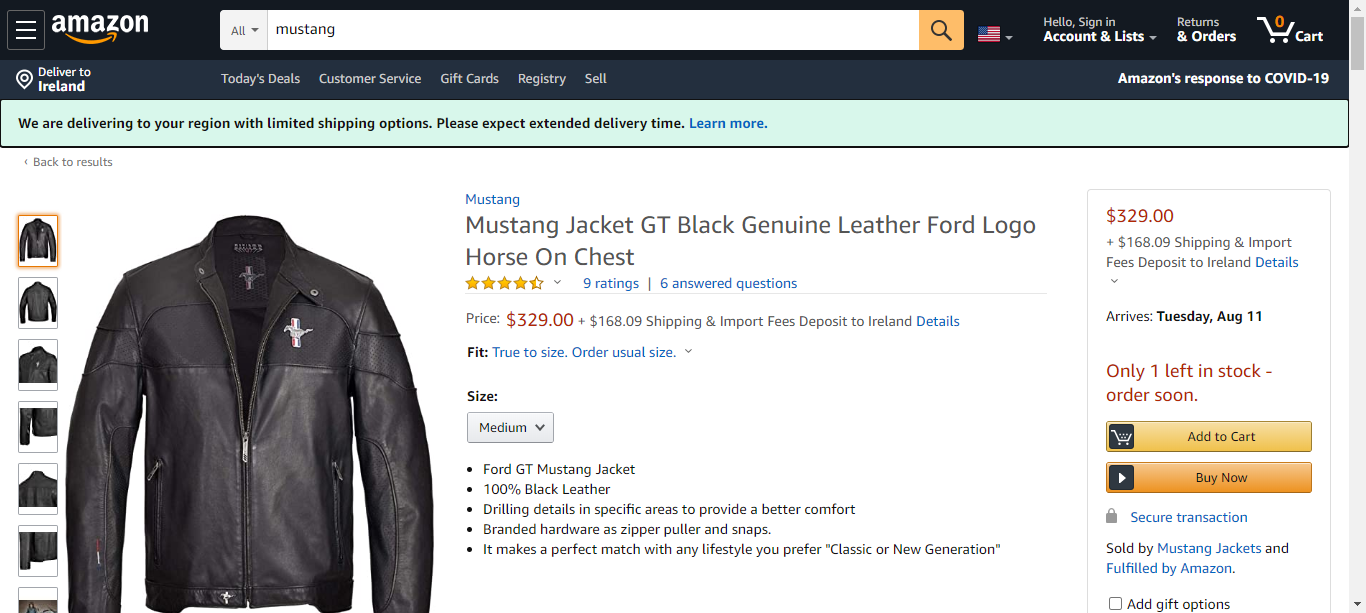 amazon
All
mustang
Hello, Sign in
Account & Lists
Returns
& Orders
0
Cart
Deliver to
Ireland
Today's Deals
Customer Service
Gift Cards
Registry
Sell
Amazon's response to COVID-19
We are delivering to your region with limited shipping options. Please expect extended delivery time. Learn more.
‹ Back to results
Mustang
Mustang Jacket GT Black Genuine Leather Ford Logo
Horse On Chest
9 ratings | 6 answered questions
Price: $329.00 + $168.09 Shipping & Import Fees Deposit to Ireland Details
Fit: True to size. Order usual size.
Size:
Medium
• Ford GT Mustang Jacket
• 100% Black Leather
• Drilling details in specific areas to provide a better comfort
• Branded hardware as zipper puller and snaps.
• It makes a perfect match with any lifestyle you prefer "Classic or New Generation"
$329.00
+ $168.09 Shipping & Import
Fees Deposit to Ireland Details
Arrives: Tuesday, Aug 11
Only 1 left in stock -
order soon.
Add to Cart
Buy Now
Secure transaction
Sold by Mustang Jackets and
Fulfilled by Amazon.
Add gift options